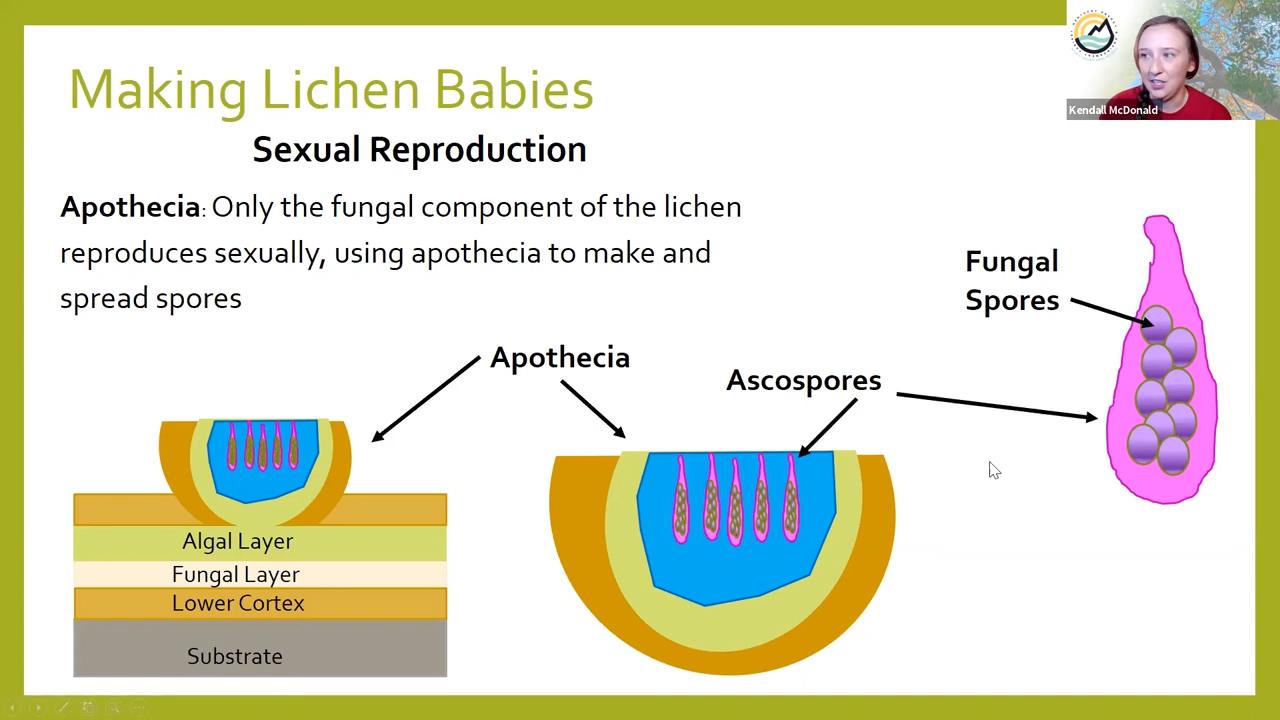 Making Lichen Babies
Sexual Reproduction
Apothecia: Only the fungal component of the lichen
reproduces sexually, using apothecia to make and
spread spores
Kendall McDonald
Fungal
Spores
Apothecia
Ascospores
Algal Layer
Fungal Layer
Lower Cortex
Substrate